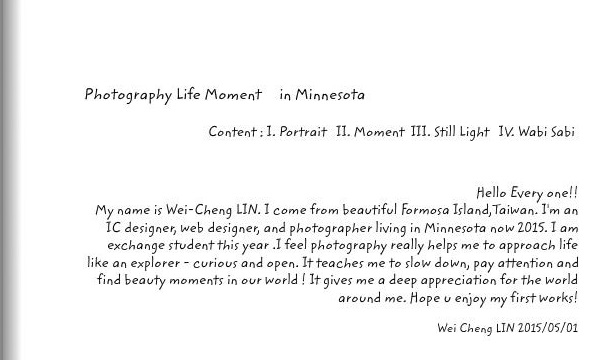 Photography Life Moment in Minnesota
Content : I. Portrait II. Moment III. Still Light IV. Wabi Sabi
Hello Every one!!
My name is Wei-Cheng LIN. I come from beautiful Formosa Island,Taiwan. I'm an
IC designer, web designer, and photographer living in Minnesota now 2015. I am
exchange student this year .I feel photography really helps me to approach life
like an explorer - curious and open. It teaches me to slow down, pay attention and
find beauty moments in our world ! It gives me a deep appreciation for the world
around me. Hope u enjoy my first works!
Wei Cheng LIN 2015/05/01